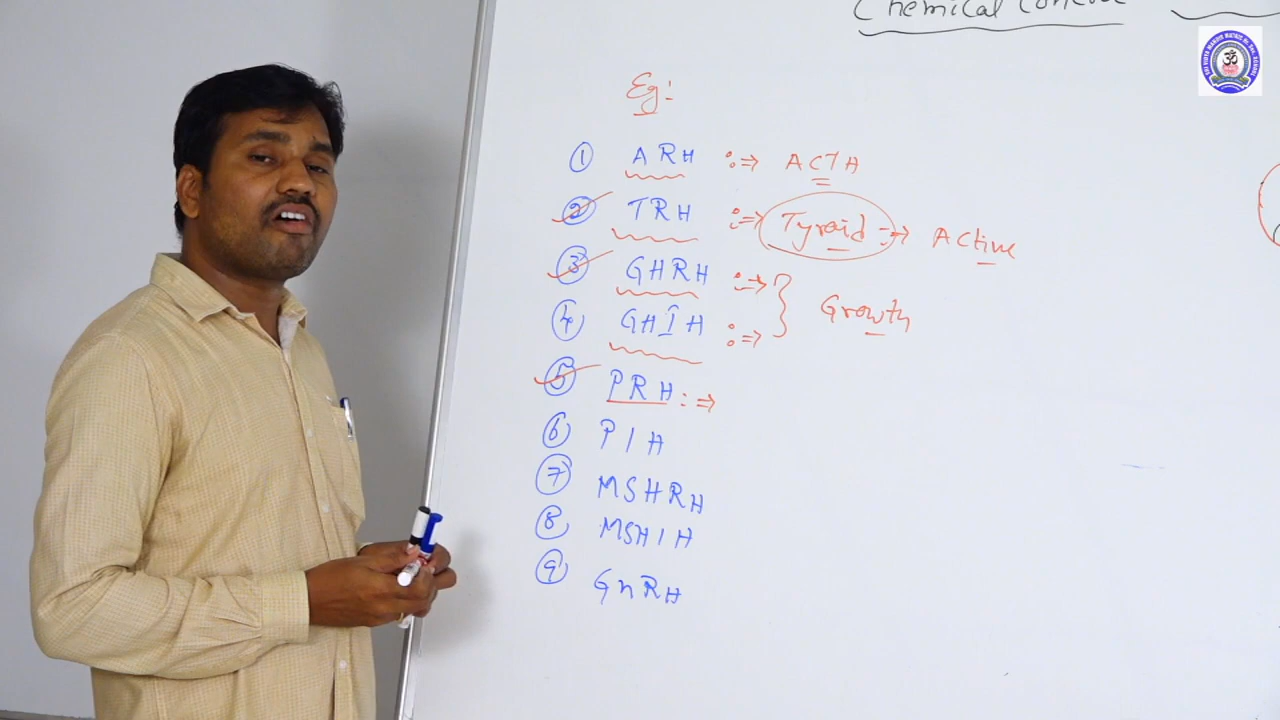 Chemical
Eg:
① ARH :⇒ ACTH
② TRH :⇒ Tyroid :⇒ Active
③ GHRH :⇒
④ GHIH :⇒ } Growth
⑤ PRH :⇒
⑥ PIH
⑦ MSHRH
⑧ MSHIH
⑨ GnRH